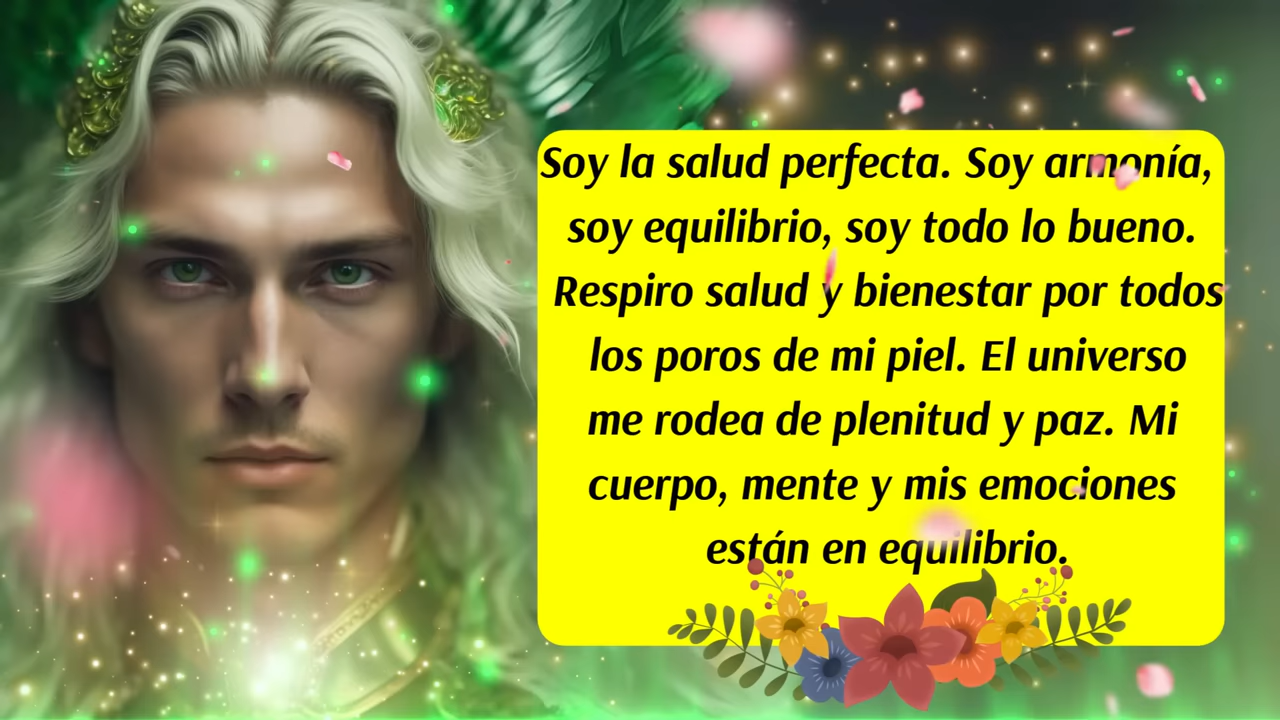 Soy la salud perfecta. Soy armonía,
soy equilibrio, soy todo lo bueno.
Respiro salud y bienestar por todos
los poros de mi piel. El universo
me rodea de plenitud y paz. Mi
cuerpo, mente y mis emociones
están en equilibrio.